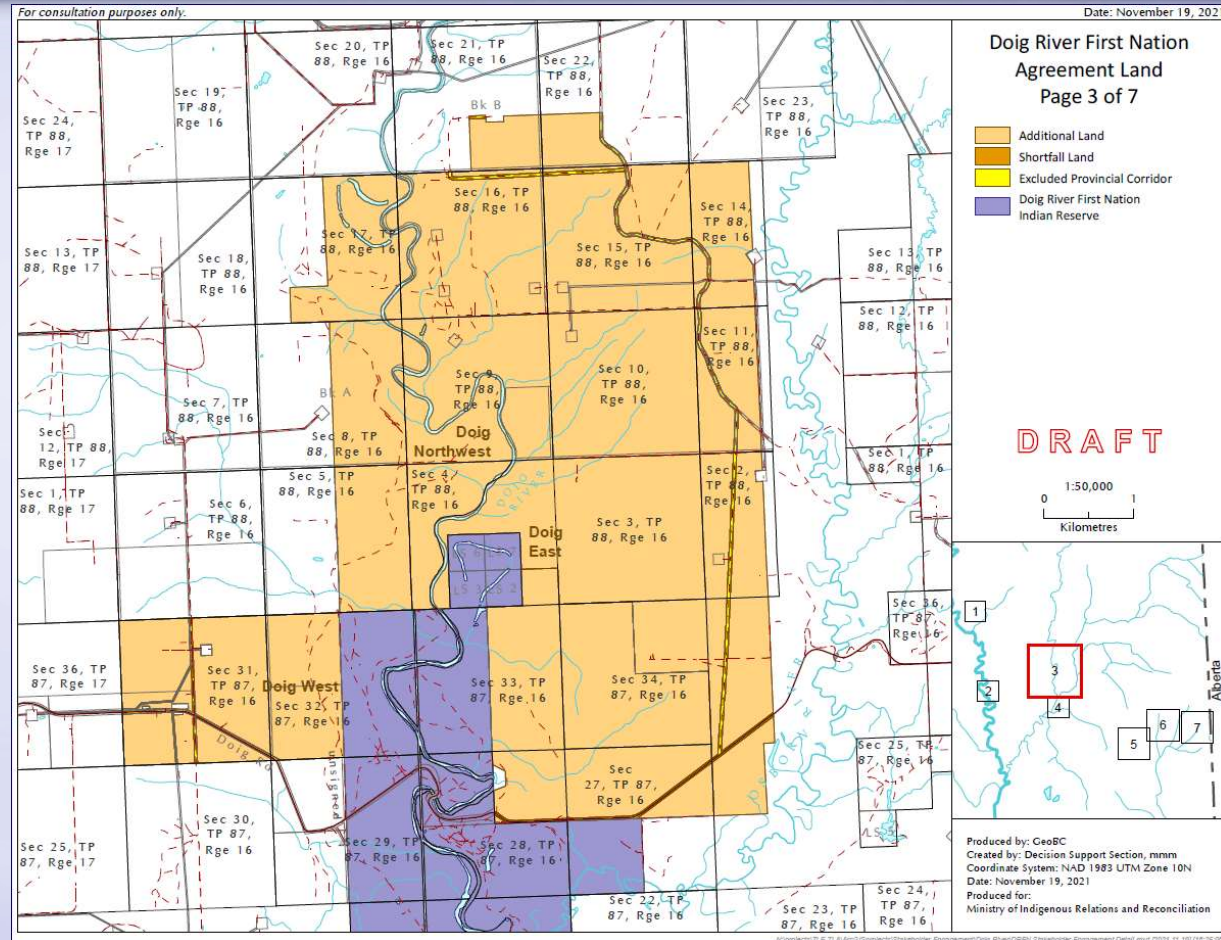 For consultation purposes only.
Date: November 19, 202
Doig River First Nation
Agreement Land
Page 3 of 7
Additional Land
Shortfall Land
Excluded Provincial Corridor
Doig River First Nation
Indian Reserve
DRAFT
1:50,000
0 1
Kilometres
Sec 20, TP
88, Rge 16
Sec 21, TP
88, Rge 16
Sec 22,
TP 88,
Rge 16
Sec 19,
TP 88,
Rge 16
Sec 24,
TP 88,
Rge 17
Bk B
Sec 23,
TP 88,
Rge 16
Sec 16, TP
88, Rge 16
Sec 14,
TP 88,
Rge 16
Sec 17, TP
88, Rge 16
Sec 15, TP
88, Rge 16
Sec 13, TP
88, Rge 17
Sec 18,
TP 88,
Rge 16
Sec 13, TP
88, Rge 16
Sec 12, TP
88, Rge 16
Sec 11,
TP 88,
Rge 16
Sec 9,
TP 88,
Rge 16
Sec 10,
TP 88,
Rge 16
Bk A
Sec 7, TP
88, Rge 16
Sec 8, TP
88, Rge 16
Doig
Northwest
Sec
12, TP 88,
Rge 17
Sec 1, TP
88, Rge 16
Sec 5, TP
88, Rge 16
Sec 4,
TP 88,
Rge 16
DOIG
RIVER
Sec 2,
TP 88,
Rge 16
Sec 1, TP
88, Rge 17
Sec 6,
TP 88,
Rge 16
Sec 3, TP
88, Rge 16
Doig
East
Sec 36,
TP 87,
Rge 16
Sec 36, TP
87, Rge 17
Sec 31,
TP 87,
Rge 16
Doig West
Sec 32,
TP 87,
Rge 16
Sec 33, TP
87, Rge 16
Sec 34, TP
87, Rge 16
Doig Rd
unsigned
Sec
27, TP 87,
Rge 16
Sec 25, TP
87, Rge 16
Sec 30,
TP 87,
Rge 16
Sec 25, TP
87, Rge 17
Sec 29, TP
87, Rge 16
Sec 28, TP
87, Rge 16
Sec 22, TP
87, Rge 16
Sec 23, TP
87, Rge 16
Sec 24,
TP 87,
Rge 16
1
2
3
4
5
6
7
Alberta
Produced by: GeoBC
Created by: Decision Support Section, mmm
Coordinate System: NAD 1983 UTM Zone 10N
Date: November 19, 2021
Produced for:
Ministry of Indigenous Relations and Reconciliation